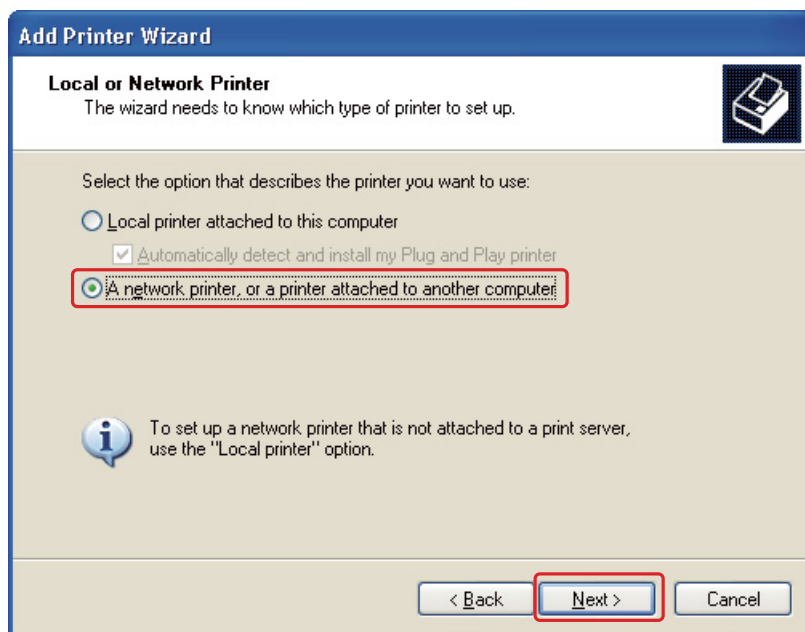 Add Printer Wizard
Local or Network Printer
The wizard needs to know which type of printer to set up.
Select the option that describes the printer you want to use:
Local printer attached to this computer
Automatically detect and install my Plug and Play printer
A network printer, or a printer attached to another computer
To set up a network printer that is not attached to a print server,
use the "Local printer" option.
< Back Next > Cancel